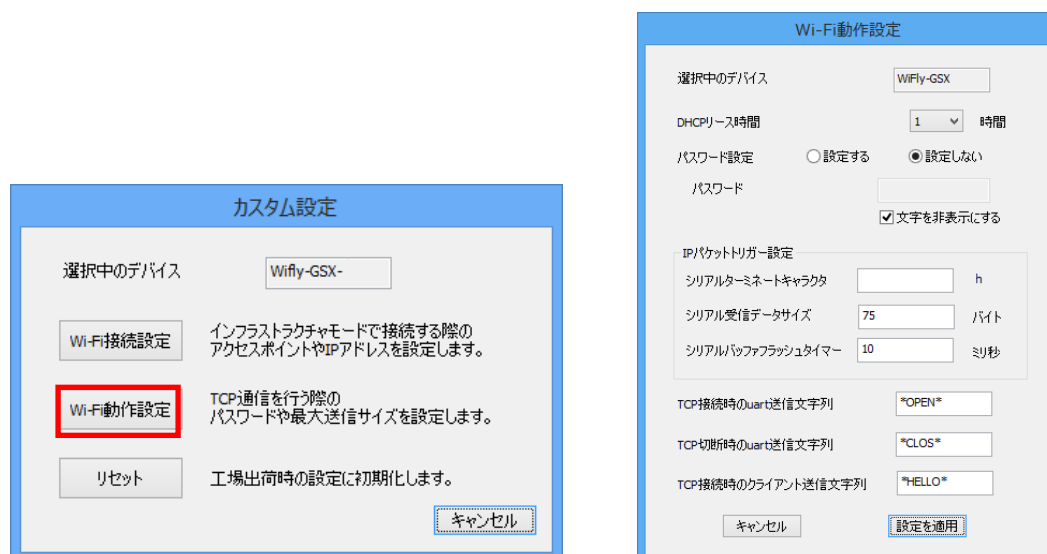 カスタム設定
選択中のデバイス Wifly-GSX-
Wi-Fi接続設定 インフラストラクチャモードで接続する際の
アクセスポイントやIPアドレスを設定します。
Wi-Fi動作設定 TCP通信を行う際の
パスワードや最大送信サイズを設定します。
リセット 工場出荷時の設定に初期化します。
キャンセル
Wi-Fi動作設定
選択中のデバイス WiFly-GSX
DHCPリース時間 1 時間
パスワード設定 設定する 設定しない
パスワード
文字を非表示にする
IPパケットトリガー設定
シリアルターミネートキャラクタ h
シリアル受信データサイズ 75 バイト
シリアルバッファフラッシュタイマー 10 ミリ秒
TCP接続時のuart送信文字列 *OPEN*
TCP切断時のuart送信文字列 *CLOS*
TCP接続時のクライアント送信文字列 *HELLO*
キャンセル 設定を適用